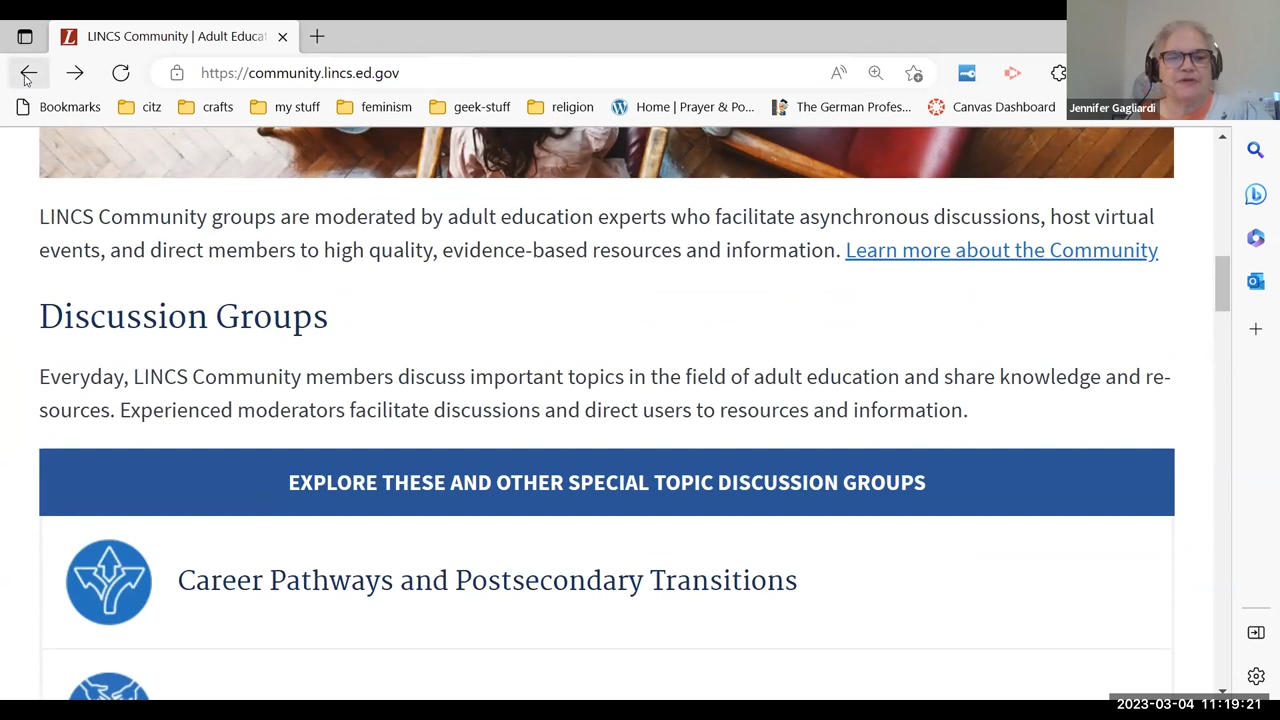 LINCS Community | Adult Educa
https://community.lincs.ed.gov
Bookmarks citz crafts my stuff feminism geek-stuff religion Home | Prayer & Po... The German Profes... Canvas Dashboard
Jennifer Gagliardi
LINCS Community groups are moderated by adult education experts who facilitate asynchronous discussions, host virtual
events, and direct members to high quality, evidence-based resources and information. Learn more about the Community
Discussion Groups
Everyday, LINCS Community members discuss important topics in the field of adult education and share knowledge and re-
sources. Experienced moderators facilitate discussions and direct users to resources and information.
EXPLORE THESE AND OTHER SPECIAL TOPIC DISCUSSION GROUPS
Career Pathways and Postsecondary Transitions
2023-03-04 11:19:21